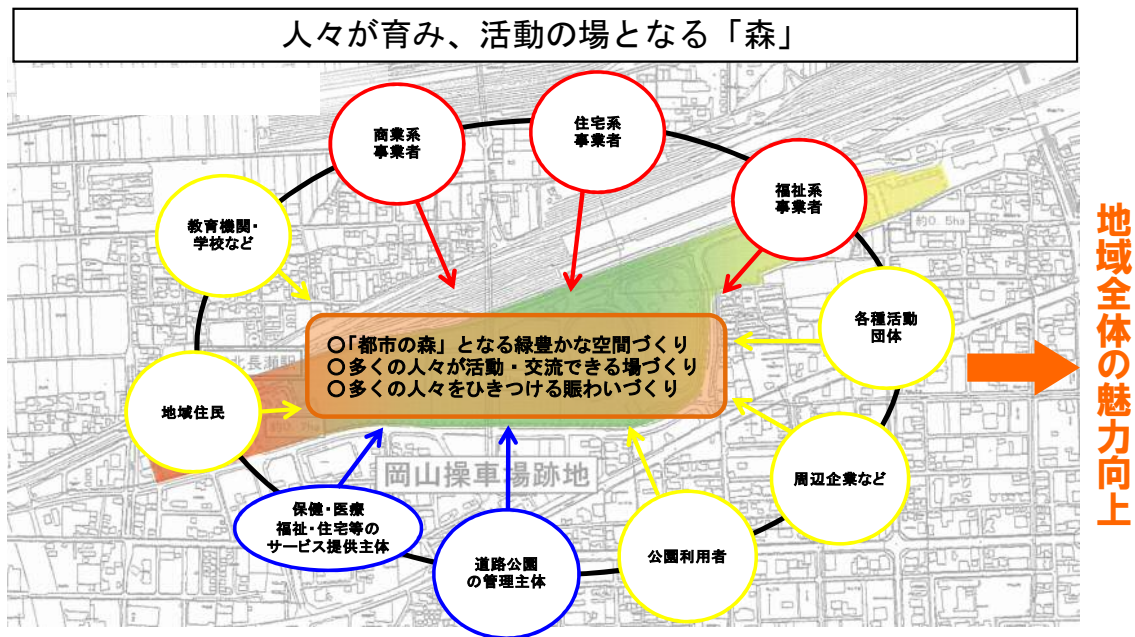 人々が育み、活動の場となる「森」
商業系
事業者
住宅系
事業者
福祉系
事業者
教育機関・
学校など
約0.5ha
各種活動
団体
〇「都市の森」となる緑豊かな空間づくり
〇多くの人々が活動・交流できる場づくり
〇多くの人々をひきつける賑わいづくり
北長瀬駅
地域住民
岡山操車場跡地
周辺企業など
保健・医療
福祉・住宅等の
サービス提供主体
道路公園
の管理主体
公園利用者
地域全体の魅力向上